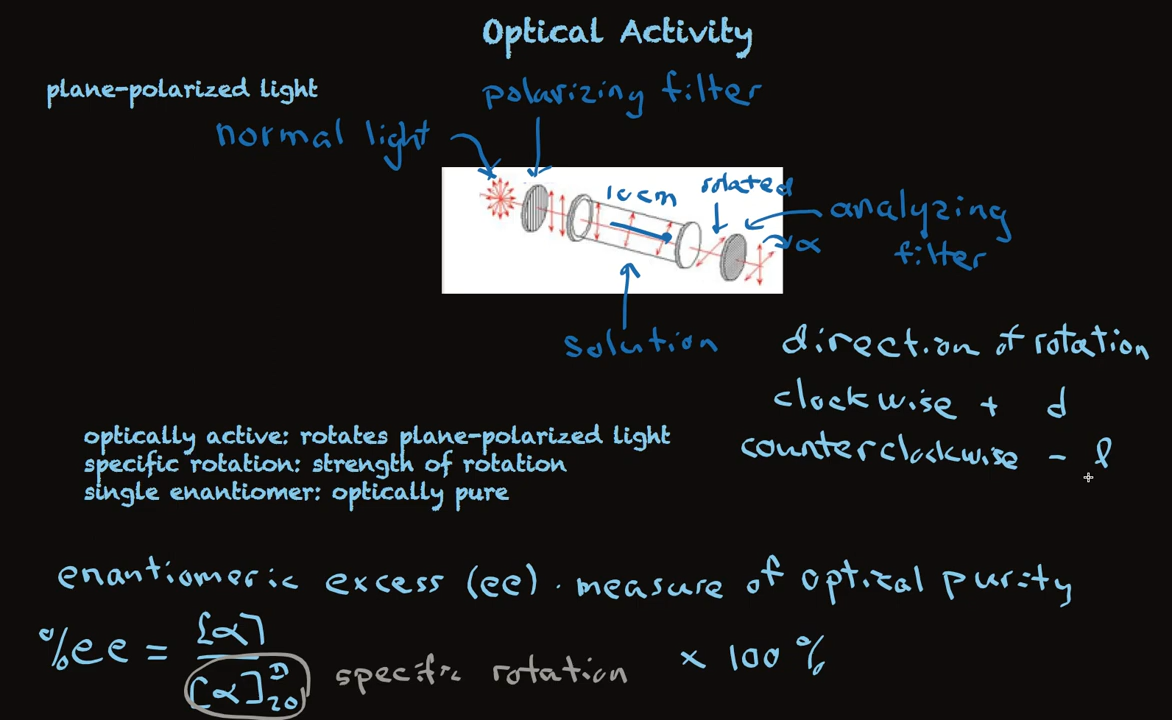 Optical Activity
plane-polarized light
polarizing filter
normal light
10 cm
rotated
analyzing
filter
α
solution
direction of rotation
clockwise + d
counterclockwise - l
optically active: rotates plane-polarized light
specific rotation: strength of rotation
single enantiomer: optically pure
enantiomeric excess (ee) · measure of optical purity
%ee = [α] / [α]D20 × 100 %
specific rotation